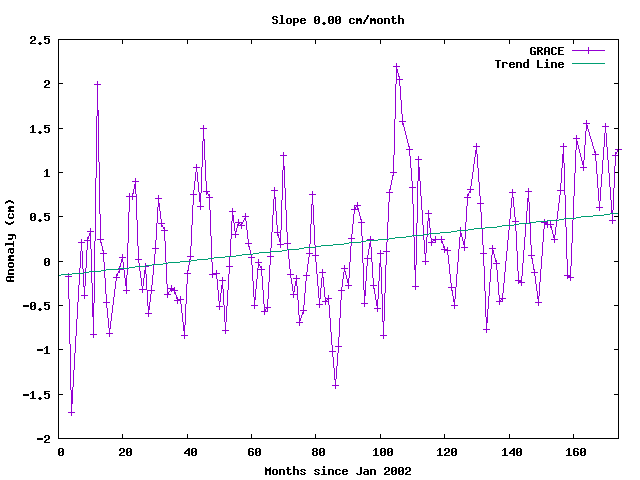 Slope 0.00 cm/month
GRACE
Trend Line
2.5
2
1.5
1
0.5
0
-0.5
-1
-1.5
-2
Anomaly (cm)
0 20 40 60 80 100 120 140 160
Months since Jan 2002